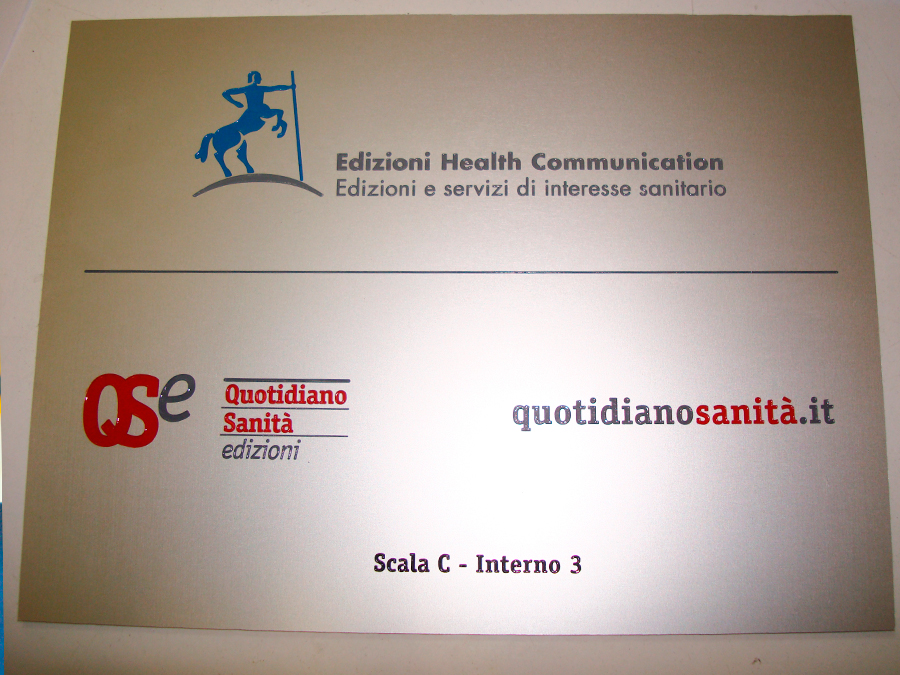 Edizioni Health Communication
Edizioni e servizi di interesse sanitario
QSe
Quotidiano
Sanità
edizioni
quotidianosanità.it
Scala C - Interno 3